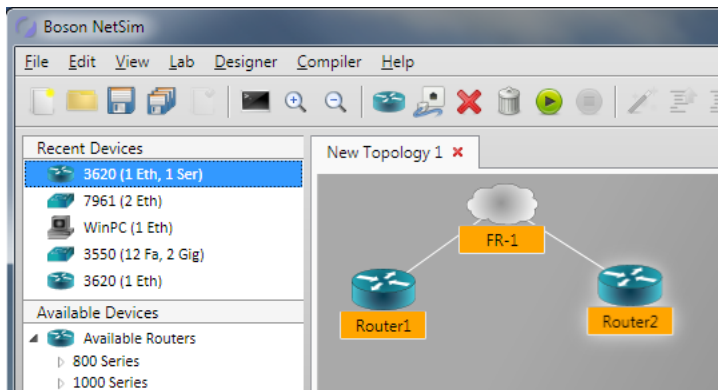 Boson NetSim
File Edit View Lab Designer Compiler Help
Recent Devices
3620 (1 Eth, 1 Ser)
7961 (2 Eth)
WinPC (1 Eth)
3550 (12 Fa, 2 Gig)
3620 (1 Eth)
Available Devices
Available Routers
800 Series
1000 Series
New Topology 1
FR-1
Router1
Router2